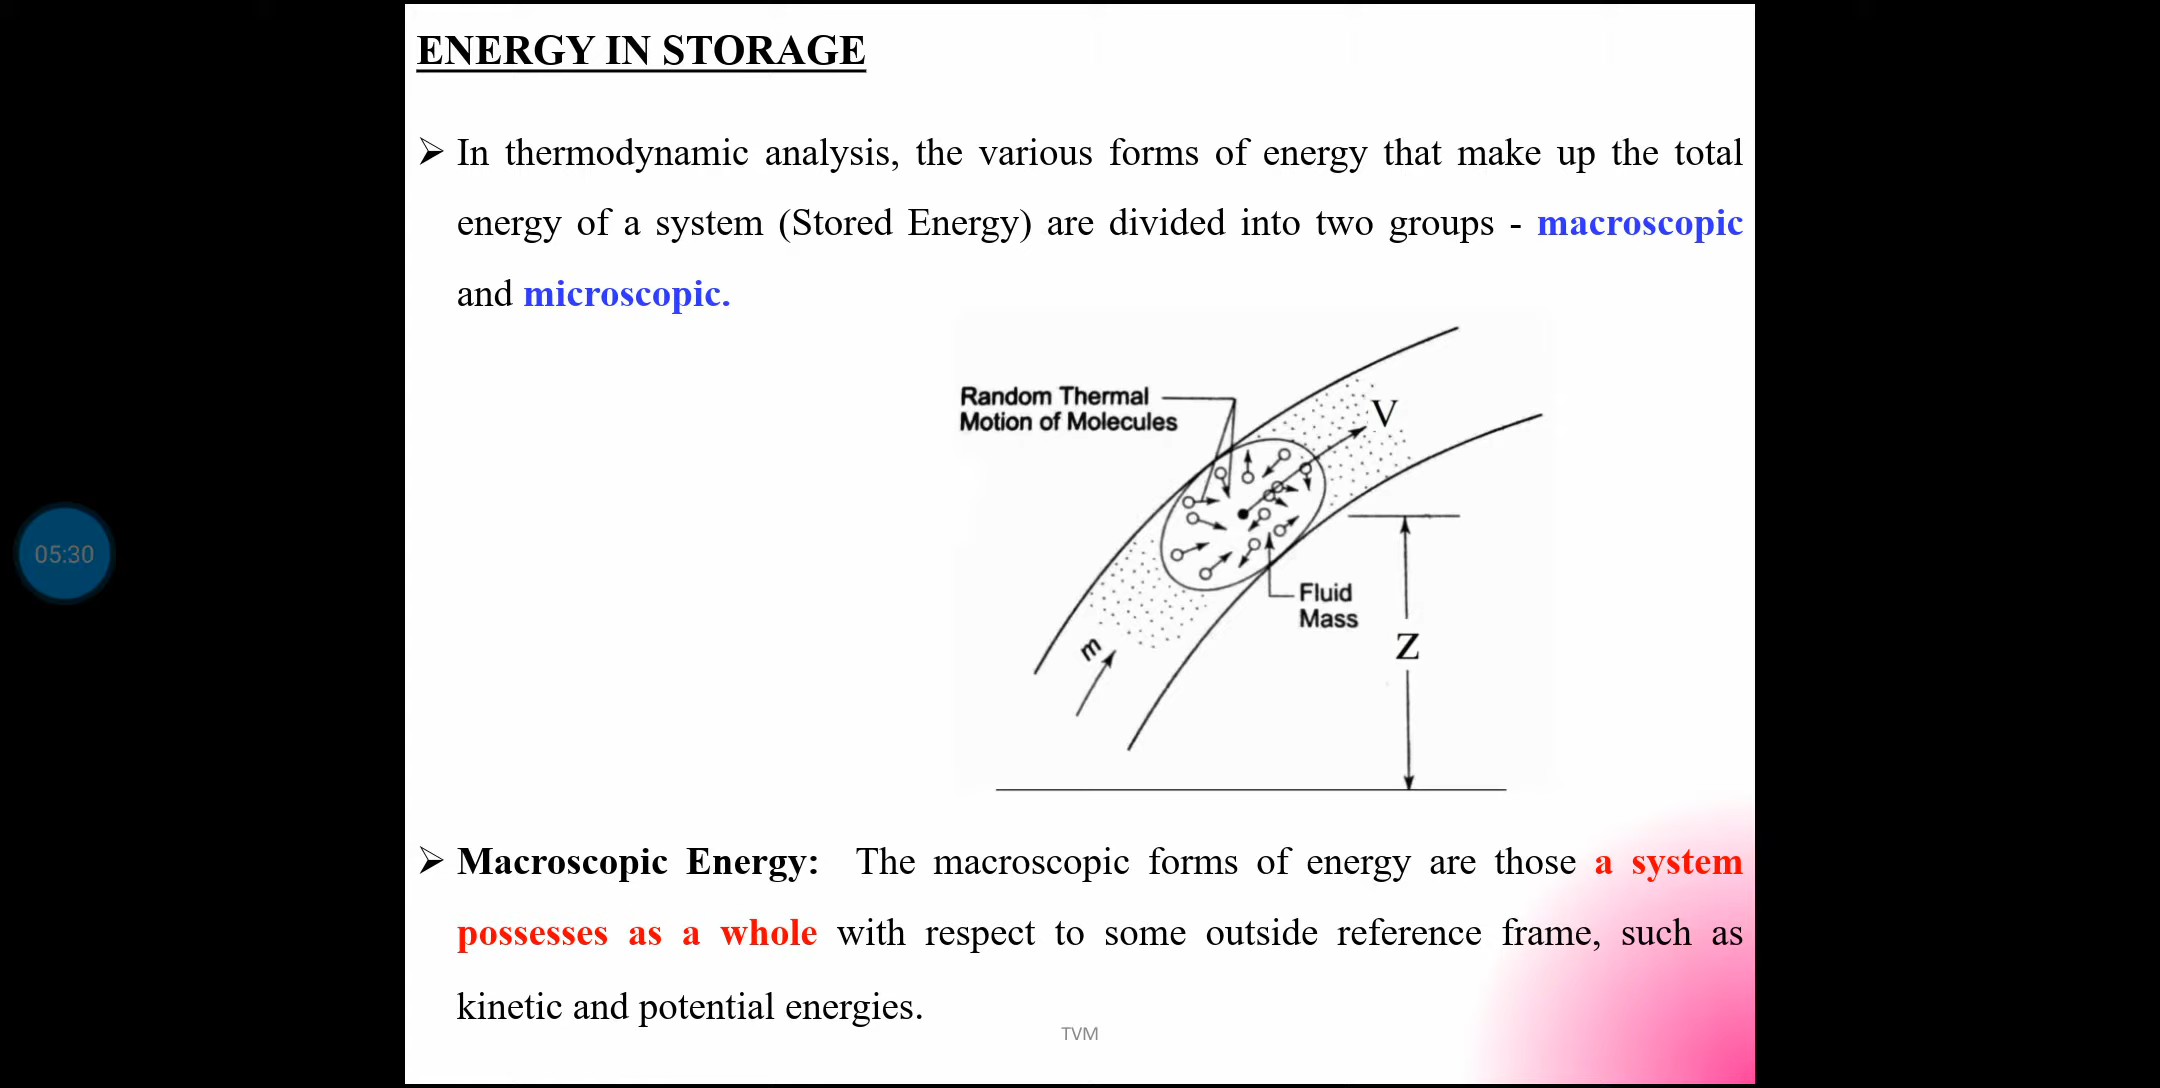 ENERGY IN STORAGE
➢ In thermodynamic analysis, the various forms of energy that make up the total
energy of a system (Stored Energy) are divided into two groups - macroscopic
and microscopic.
Random Thermal
Motion of Molecules
V
05:30
Fluid
Mass
Z
m
➢ Macroscopic Energy: The macroscopic forms of energy are those a system
possesses as a whole with respect to some outside reference frame, such as
kinetic and potential energies.
TVM